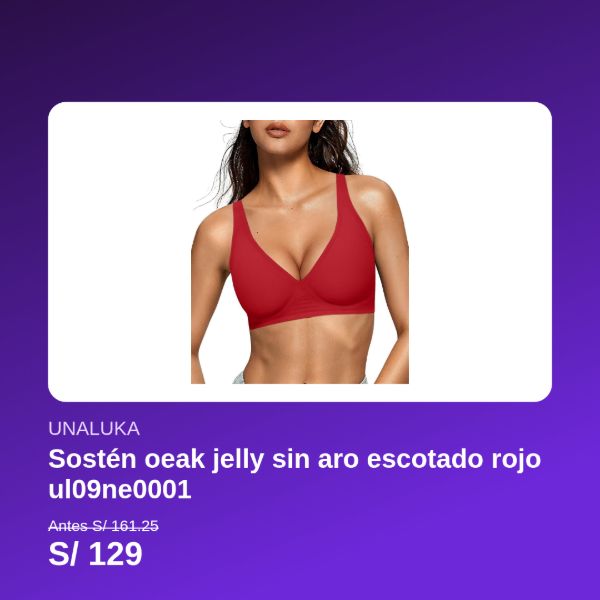 UNALUKA
Sostén oeak jelly sin aro escotado rojo
ul09ne0001
Antes S/ 161.25
S/ 129